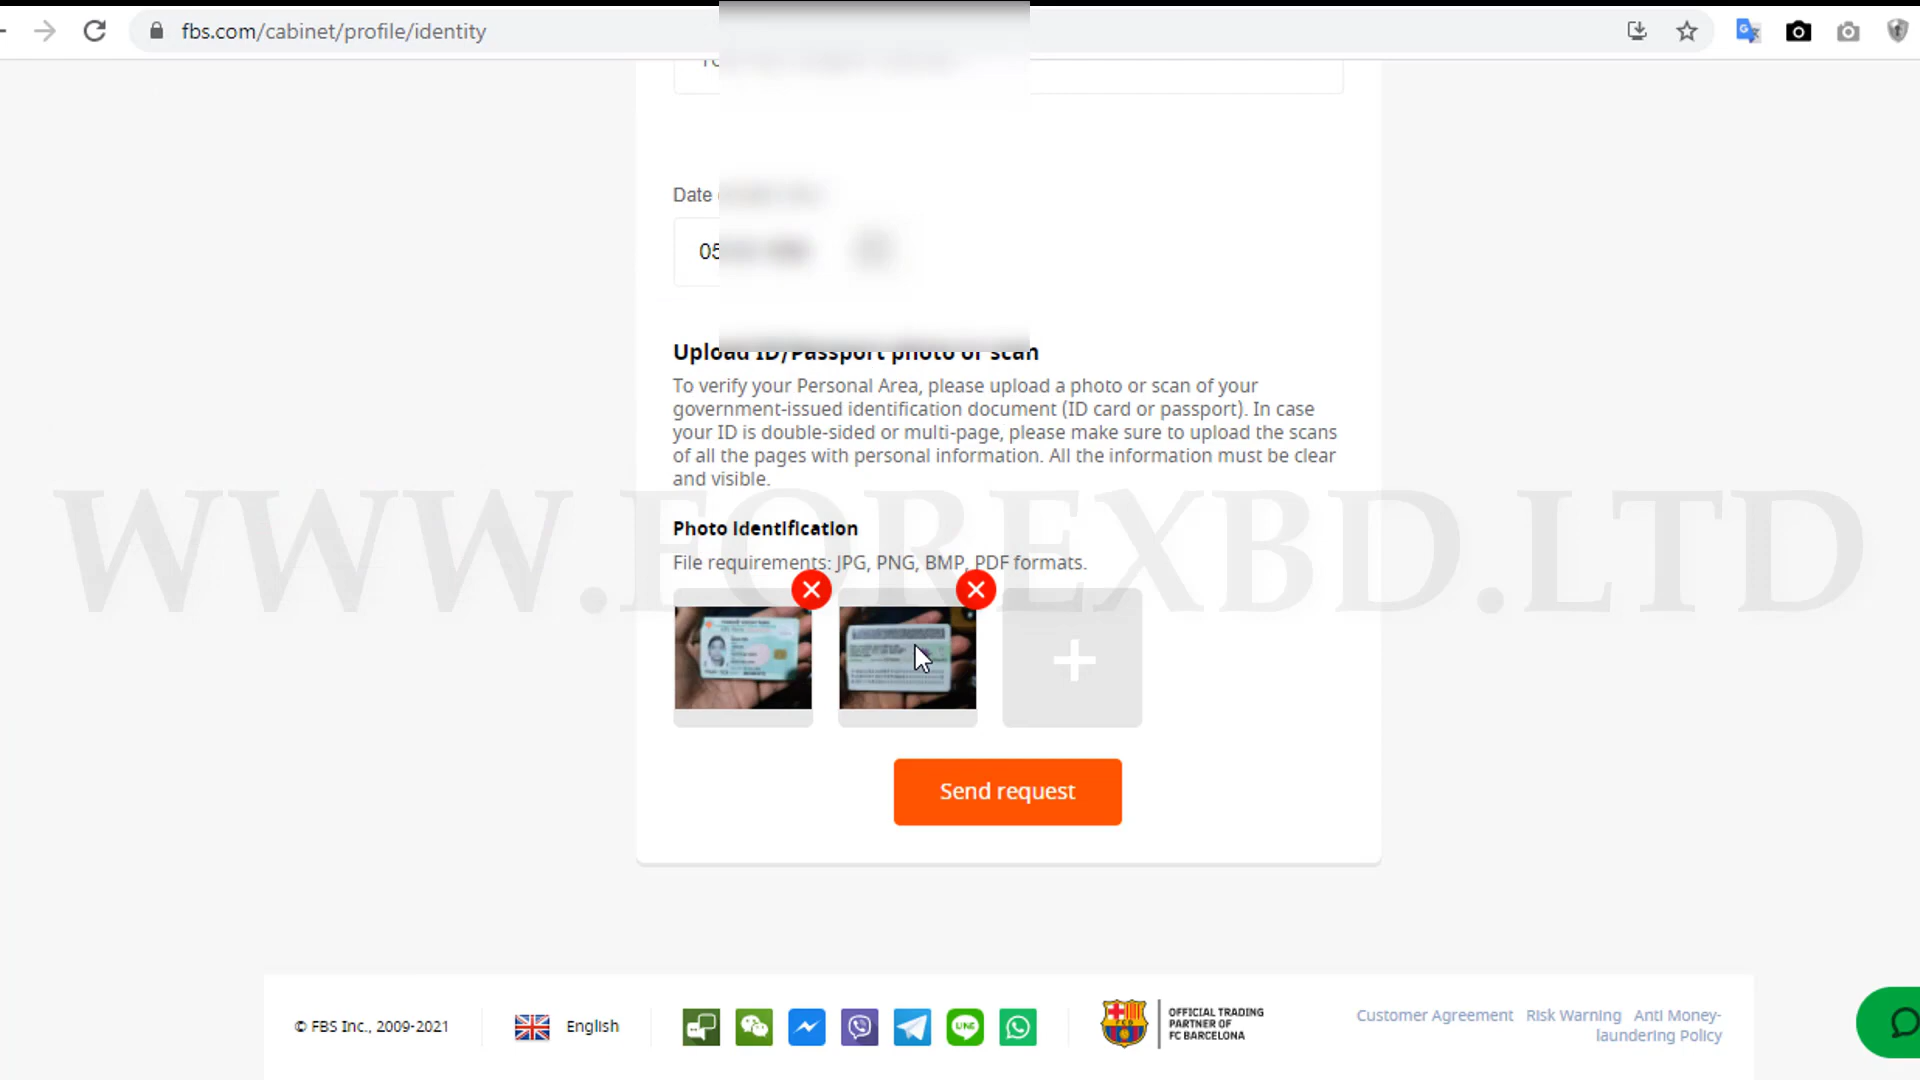 fbs.com/cabinet/profile/identity
Date
05
Upload ID/Passport photo or scan
To verify your Personal Area, please upload a photo or scan of your
government-issued identification document (ID card or passport). In case
your ID is double-sided or multi-page, please make sure to upload the scans
of all the pages with personal information. All the information must be clear
and visible.
WWW.FOREXBD.LTD
Photo identification
File requirements: JPG, PNG, BMP, PDF formats.
Send request
© FBS Inc., 2009-2021
English
LINE
FCB
OFFICIAL TRADING
PARTNER OF
FC BARCELONA
Customer Agreement Risk Warning Anti Money-
laundering Policy